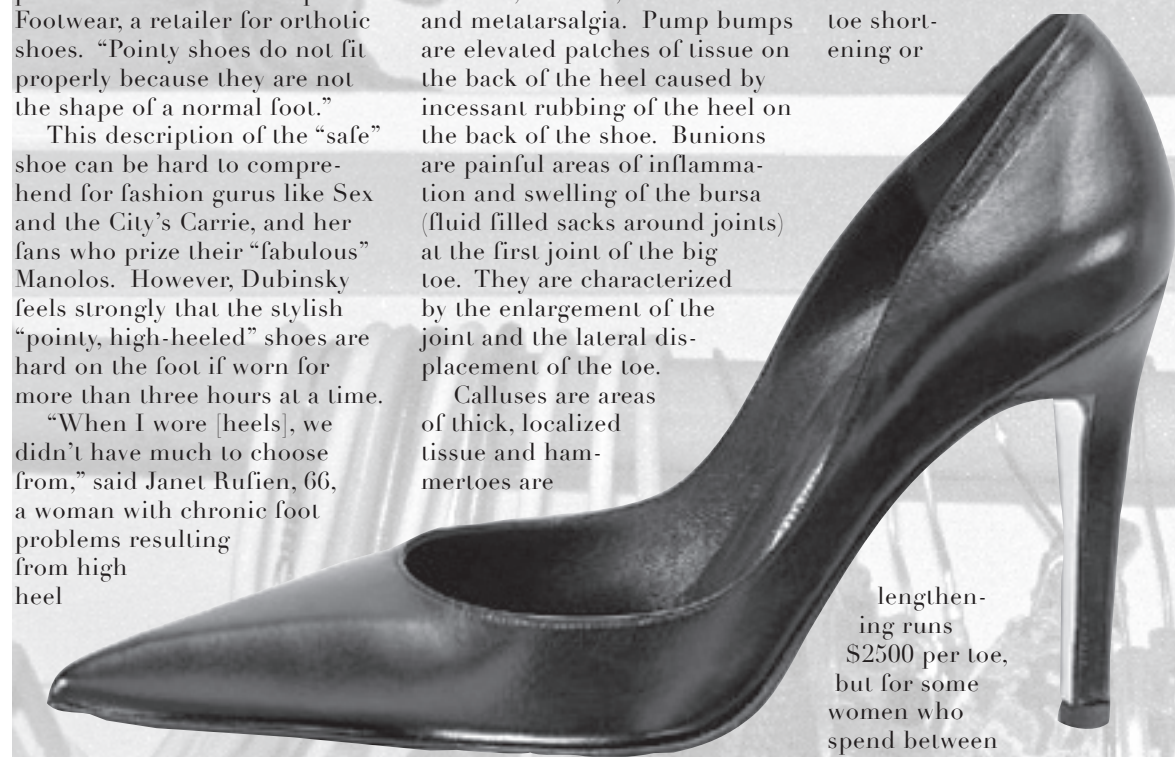 Footwear, a retailer for orthotic
shoes. “Pointy shoes do not fit
properly because they are not
the shape of a normal foot.”
This description of the “safe”
shoe can be hard to compre-
hend for fashion gurus like Sex
and the City’s Carrie, and her
fans who prize their “fabulous”
Manolos. However, Dubinsky
feels strongly that the stylish
“pointy, high-heeled” shoes are
hard on the foot if worn for
more than three hours at a time.
“When I wore [heels], we
didn’t have much to choose
from,” said Janet Rufien, 66,
a woman with chronic foot
problems resulting
from high
heel
and metatarsalgia. Pump bumps
are elevated patches of tissue on
the back of the heel caused by
incessant rubbing of the heel on
the back of the shoe. Bunions
are painful areas of inflamma-
tion and swelling of the bursa
(fluid filled sacks around joints)
at the first joint of the big
toe. They are characterized
by the enlargement of the
joint and the lateral dis-
placement of the toe.
Calluses are areas
of thick, localized
tissue and ham-
mertoes are
toe short-
ening or
lengthen-
ing runs
$2500 per toe,
but for some
women who
spend between